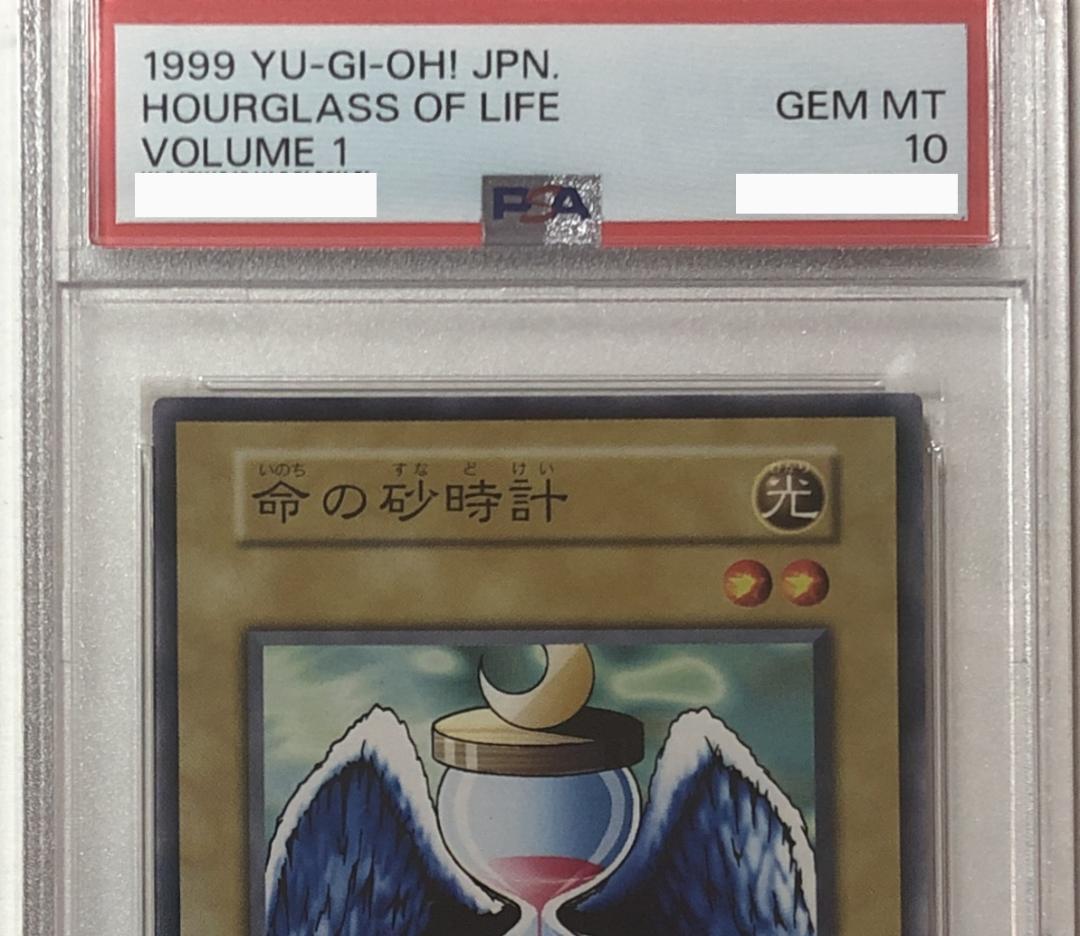 1999 YU-GI-OH! JPN.
HOURGLASS OF LIFE
GEM MT
VOLUME 1
10
PSA
いのち すな ど けい
命の砂時計
光